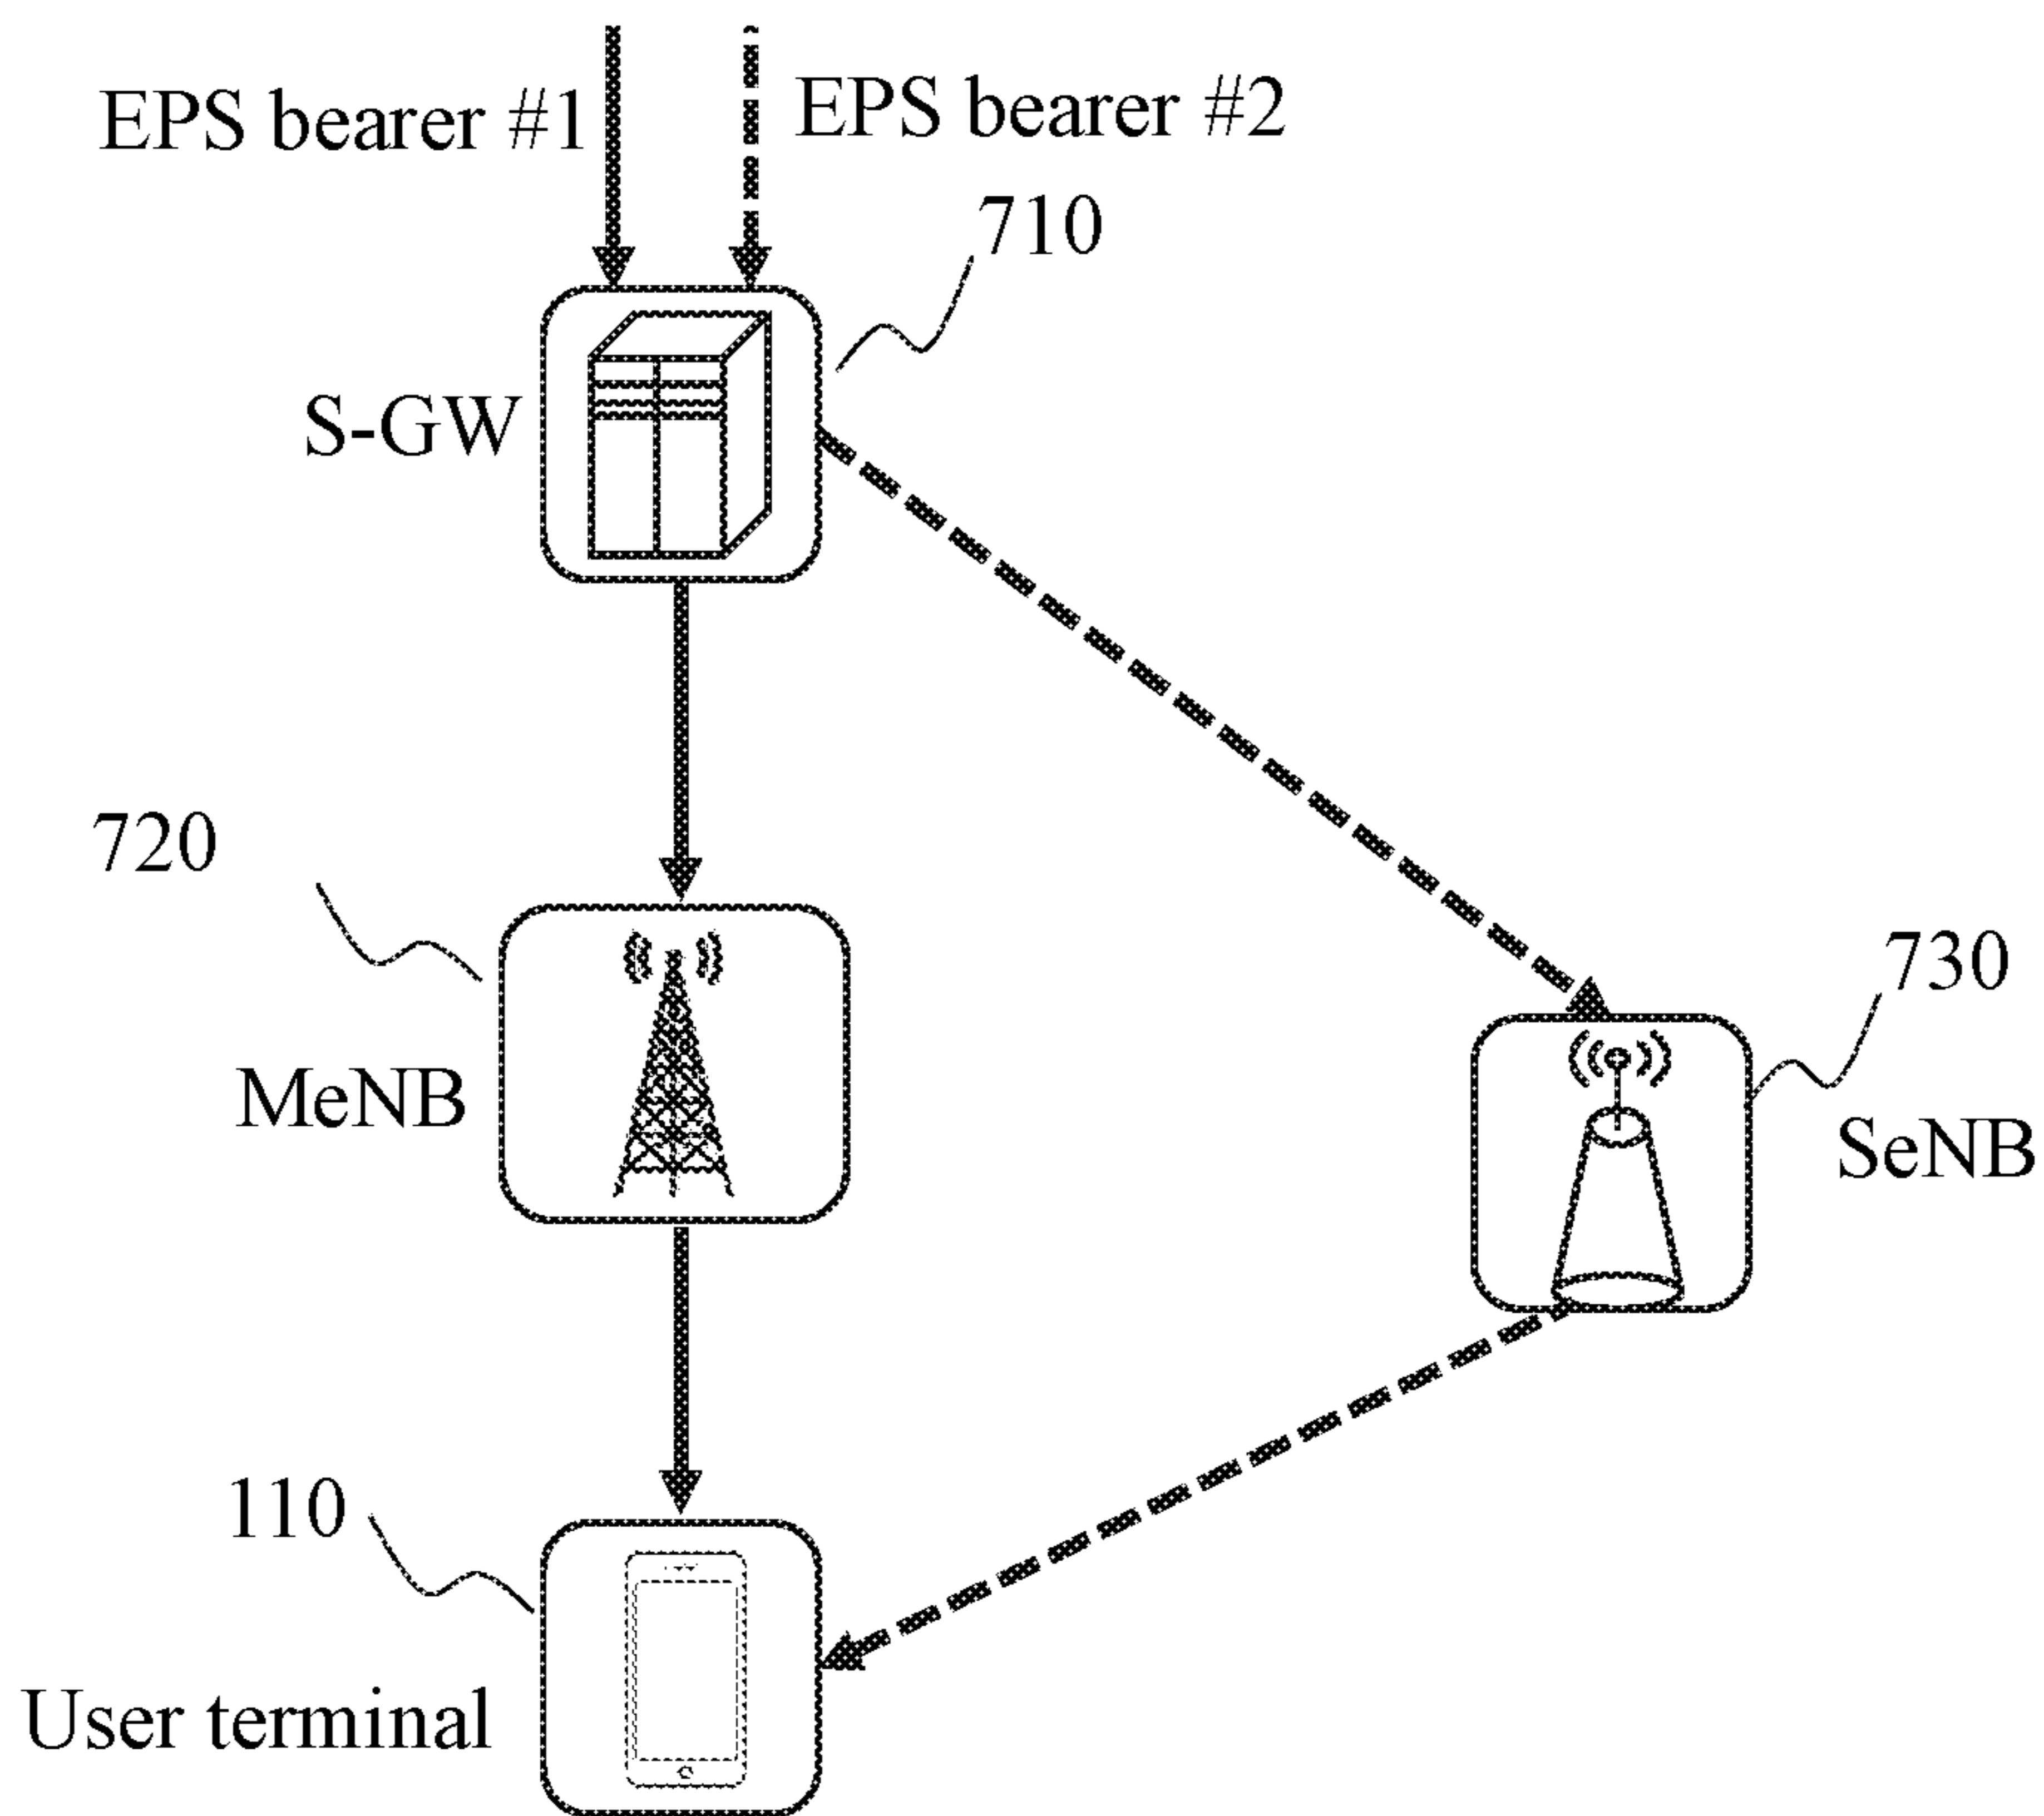 EPS bearer #1
EPS bearer #2
710
S-GW
720
730
MeNB
SeNB
110
User terminal